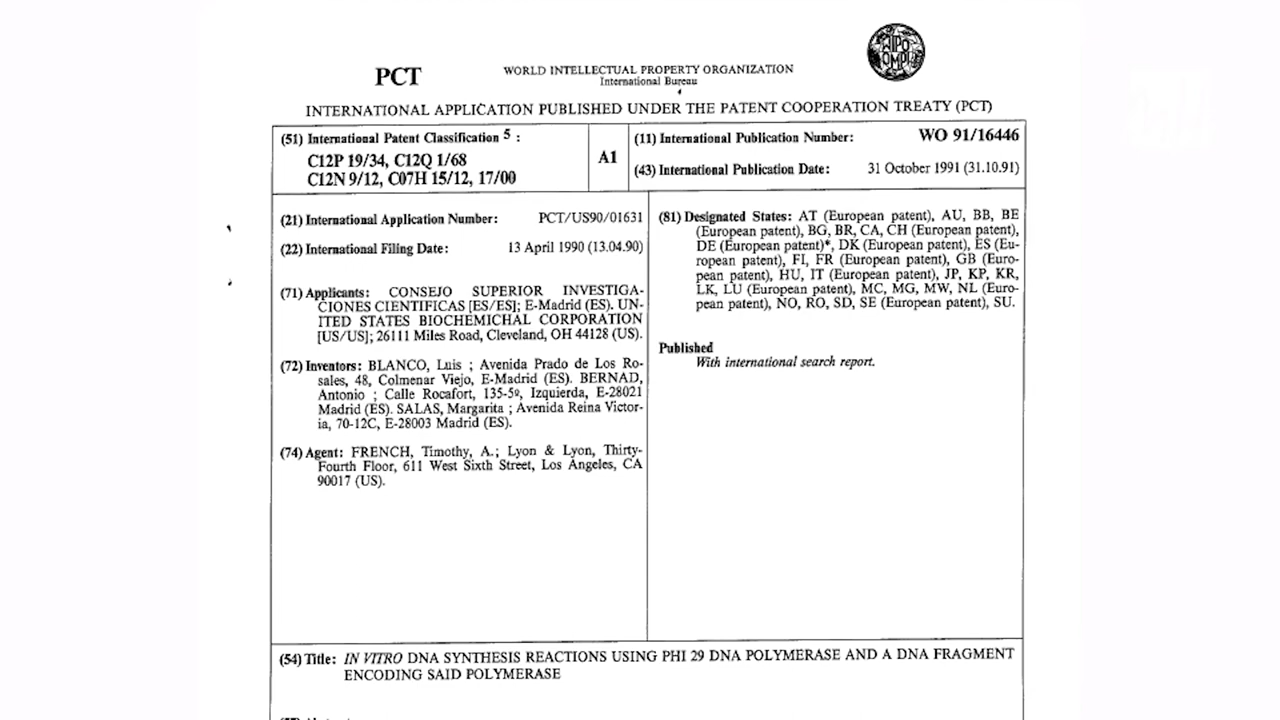 PCT
WORLD INTELLECTUAL PROPERTY ORGANIZATION
International Bureau
WIPO
OMPI
INTERNATIONAL APPLICATION PUBLISHED UNDER THE PATENT COOPERATION TREATY (PCT)
(51) International Patent Classification 5 :
C12P 19/34, C12Q 1/68
C12N 9/12, C07H 15/12, 17/00
A1
(11) International Publication Number: WO 91/16446
(43) International Publication Date: 31 October 1991 (31.10.91)
(21) International Application Number: PCT/US90/01631
(22) International Filing Date: 13 April 1990 (13.04.90)
(71) Applicants: CONSEJO SUPERIOR INVESTIGA-
CIONES CIENTIFICAS [ES/ES]; E-Madrid (ES). UN-
ITED STATES BIOCHEMICHAL CORPORATION
[US/US]; 26111 Miles Road, Cleveland, OH 44128 (US).
(72) Inventors: BLANCO, Luis ; Avenida Prado de Los Ro-
sales, 48, Colmenar Viejo, E-Madrid (ES). BERNAD,
Antonio ; Calle Rocafort, 135-5º, Izquierda, E-28021
Madrid (ES). SALAS, Margarita ; Avenida Reina Victor-
ia, 70-12C, E-28003 Madrid (ES).
(74) Agent: FRENCH, Timothy, A.; Lyon & Lyon, Thirty-
Fourth Floor, 611 West Sixth Street, Los Angeles, CA
90017 (US).
(81) Designated States: AT (European patent), AU, BB, BE
(European patent), BG, BR, CA, CH (European patent),
DE (European patent)*, DK (European patent), ES (Eu-
ropean patent), FI, FR (European patent), GB (Euro-
pean patent), HU, IT (European patent), JP, KP, KR,
LK, LU (European patent), MC, MG, MW, NL (Euro-
pean patent), NO, RO, SD, SE (European patent), SU.
Published
With international search report.
(54) Title: IN VITRO DNA SYNTHESIS REACTIONS USING PHI 29 DNA POLYMERASE AND A DNA FRAGMENT
ENCODING SAID POLYMERASE